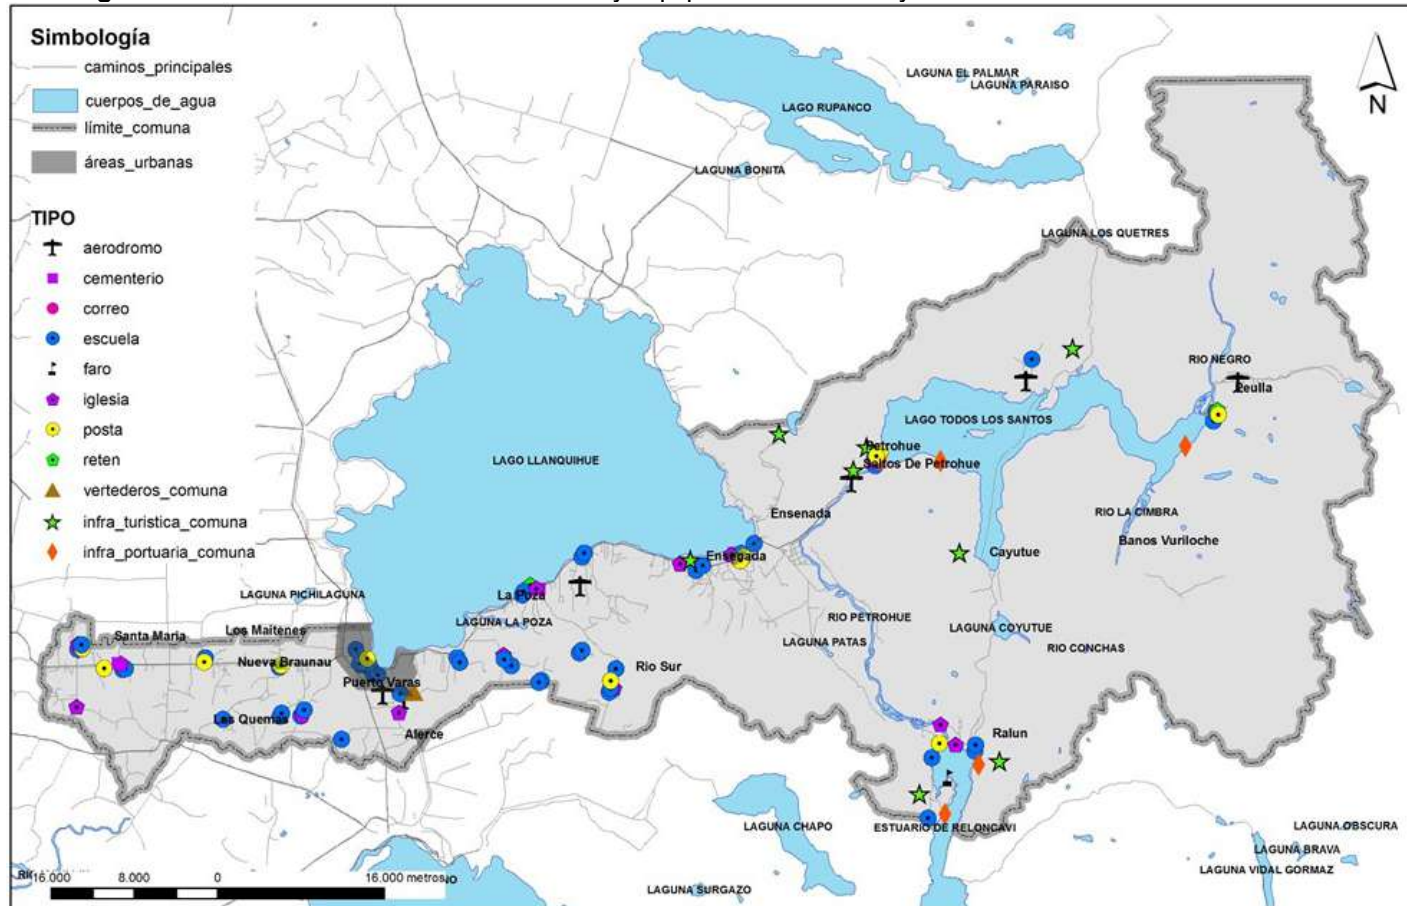 Simbología
caminos_principales
cuerpos_de_agua
límite_comuna
áreas_urbanas
TIPO
aerodromo
cementerio
correo
escuela
faro
iglesia
posta
reten
vertederos_comuna
infra_turistica_comuna
infra_portuaria_comuna
N
LAGUNA EL PALMAR
LAGUNA PARAISO
LAGO RUPANCO
LAGUNA BONITA
LAGUNA LOS QUETRES
RIO NEGRO
Peulla
LAGO TODOS LOS SANTOS
Petrohue
Saltos De Petrohue
LAGO LLANQUIHUE
Ensenada
RIO LA CIMBRA
Banos Vuriloche
Cayutue
Ensegada
LAGUNA PICHILAGUNA
La Poza
LAGUNA LA POZA
RIO PETROHUE
LAGUNA COYUTUE
LAGUNA PATAS
RIO CONCHAS
Santa Maria
Los Maitenes
Nueva Braunau
Rio Sur
Puerto Varas
Las Quemas
Alerce
Ralun
LAGUNA CHAPO
ESTUARIO DE RELONCAVI
LAGUNA OBSCURA
LAGUNA BRAVA
LAGUNA VIDAL GORMAZ
LAGUNA SURGAZO
16.000 8.000 0 16.000 metros